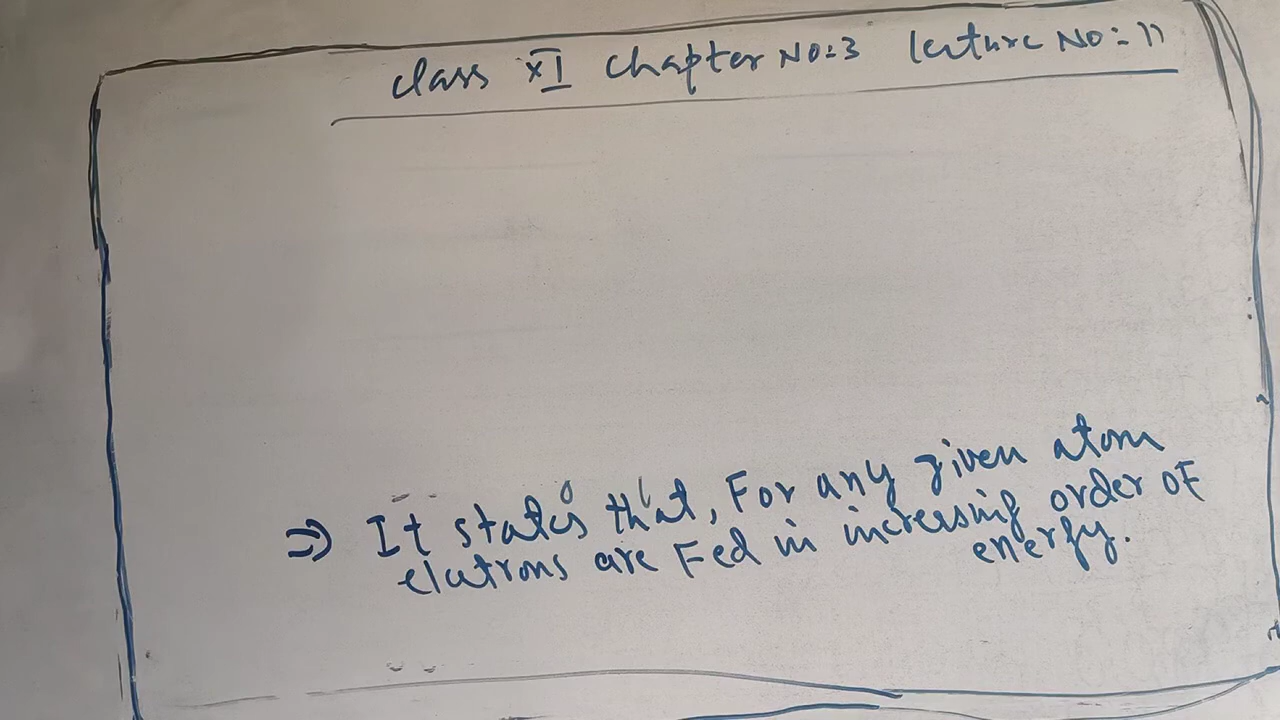 class XI chapter No:3 lecture No:11
⇒ It states that, For any given atom
electrons are Fed in increasing order of
energy.